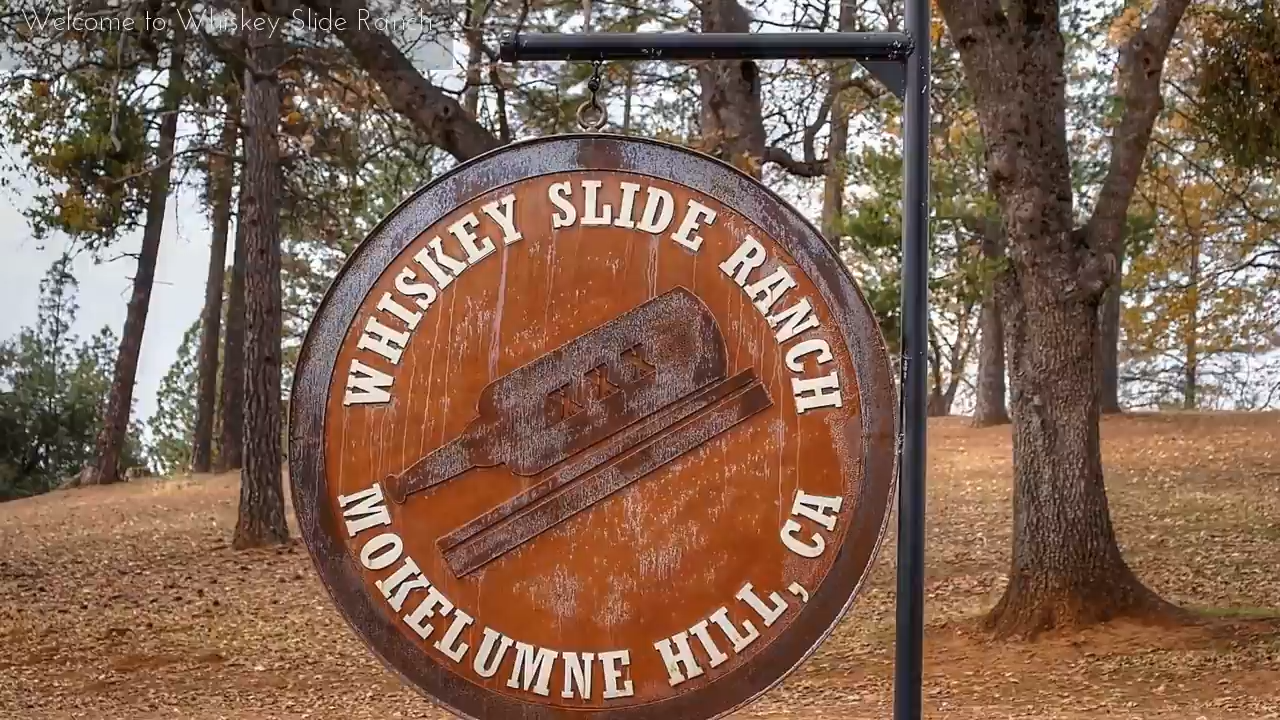 Welcome to Whiskey Slide Ranch
WHISKEY SLIDE RANCH
XXX
MOKELUMNE HILL, CA